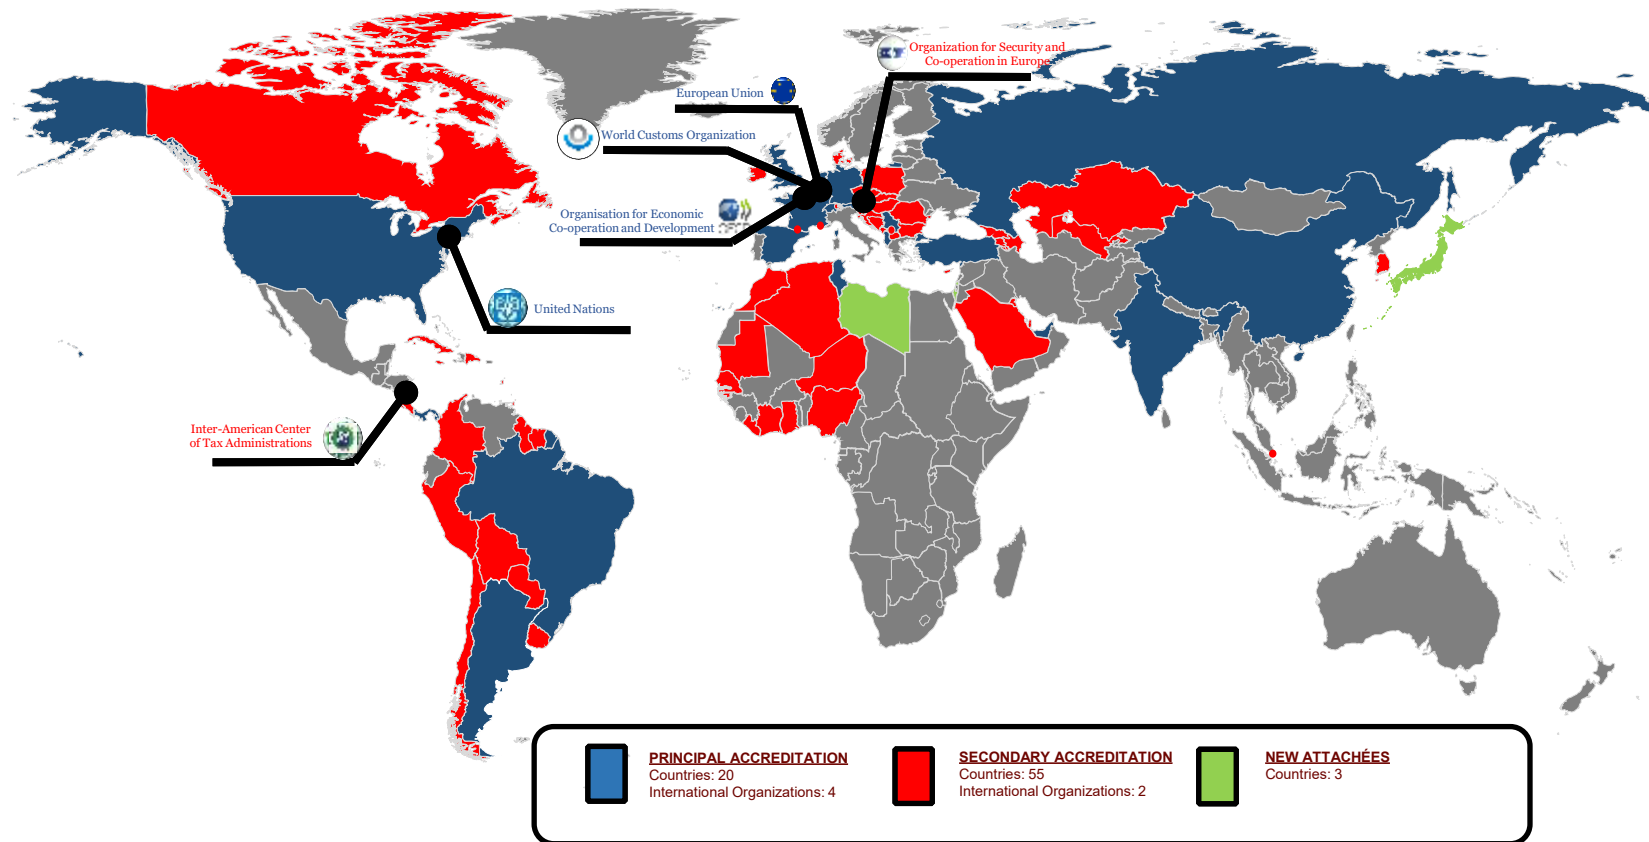 Organization for Security and
Co-operation in Europe
European Union
World Customs Organization
Organisation for Economic
Co-operation and Development
United Nations
Inter-American Center
of Tax Administrations
PRINCIPAL ACCREDITATION
Countries: 20
International Organizations: 4
SECONDARY ACCREDITATION
Countries: 55
International Organizations: 2
NEW ATTACHÉES
Countries: 3